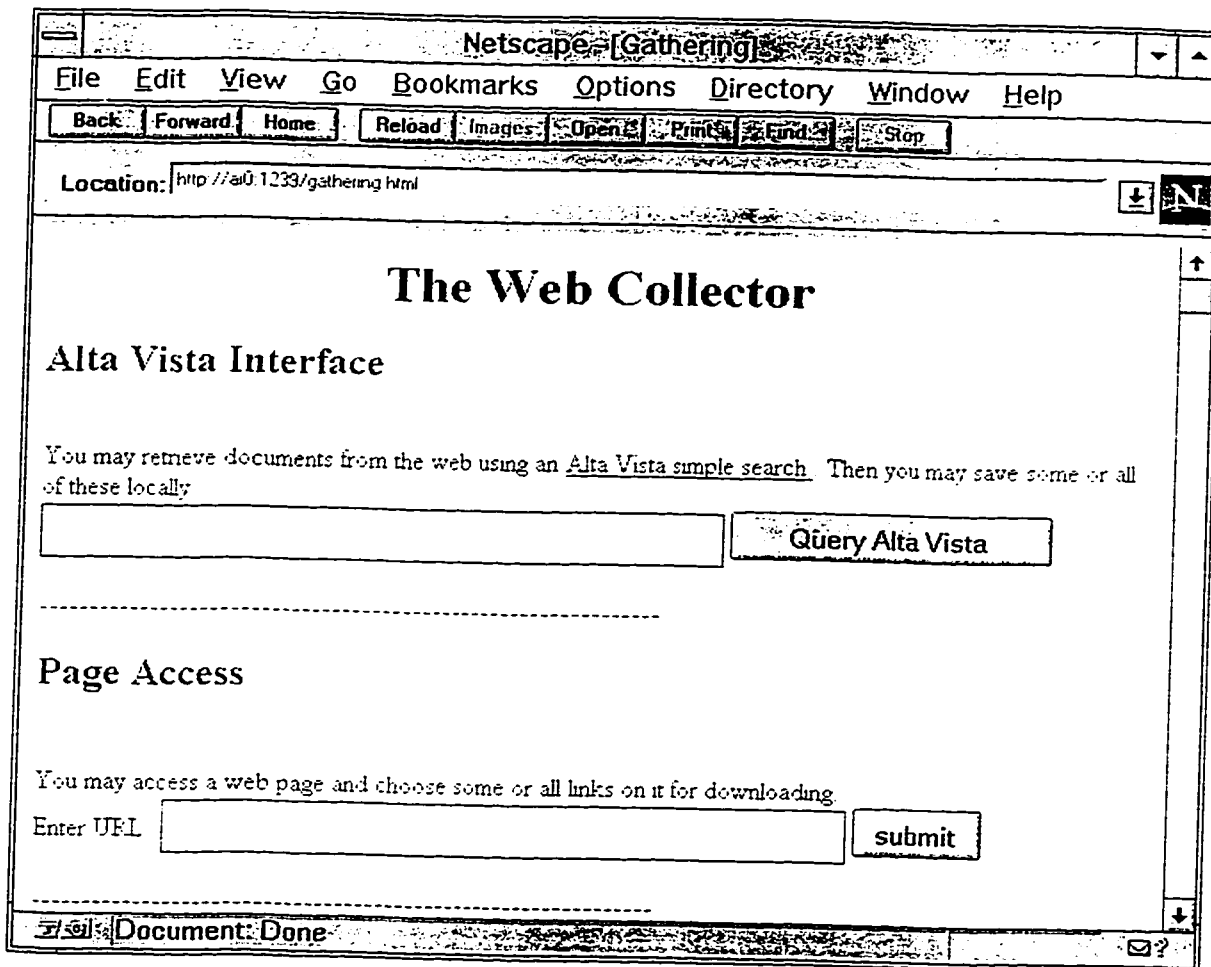 Netscape - [Gathering]
File Edit View Go Bookmarks Options Directory Window Help
Back Forward Home Reload Images Open Print Find Stop
Location: http://ai0:1239/gathering.html
N
The Web Collector
Alta Vista Interface
You may retrieve documents from the web using an Alta Vista simple search. Then you may save some or all
of these locally
Query Alta Vista
Page Access
You may access a web page and choose some or all links on it for downloading.
Enter URL submit
Document: Done
?